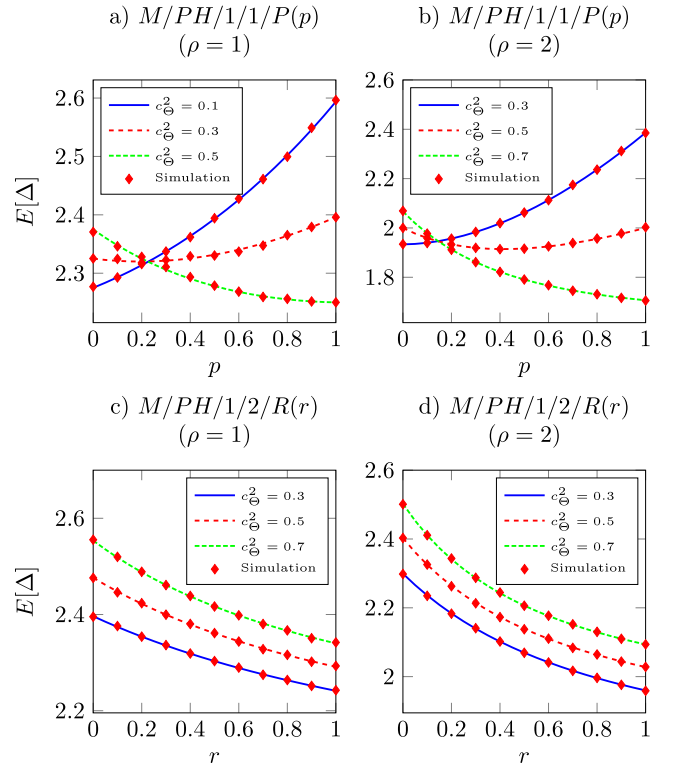 a) M/PH/1/1/P(p)
(ρ = 1)
E[Δ]
2.6
2.5
2.4
2.3
c²_Θ = 0.1
c²_Θ = 0.3
c²_Θ = 0.5
Simulation
0 0.2 0.4 0.6 0.8 1
p
b) M/PH/1/1/P(p)
(ρ = 2)
2.6
2.4
2.2
2
1.8
c²_Θ = 0.3
c²_Θ = 0.5
c²_Θ = 0.7
Simulation
0 0.2 0.4 0.6 0.8 1
p
c) M/PH/1/2/R(r)
(ρ = 1)
E[Δ]
2.6
2.4
2.2
c²_Θ = 0.3
c²_Θ = 0.5
c²_Θ = 0.7
Simulation
0 0.2 0.4 0.6 0.8 1
r
d) M/PH/1/2/R(r)
(ρ = 2)
2.6
2.4
2.2
2
c²_Θ = 0.3
c²_Θ = 0.5
c²_Θ = 0.7
Simulation
0 0.2 0.4 0.6 0.8 1
r